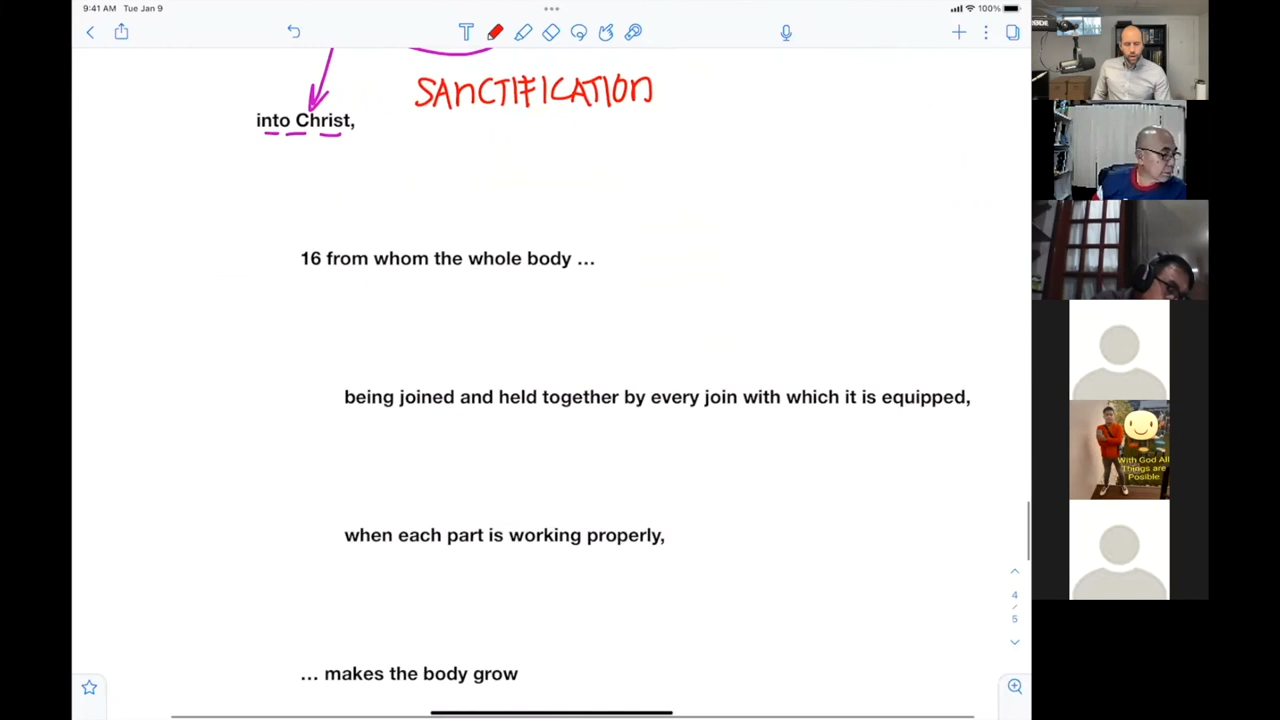 9:41 AM Tue Jan 9
100%
SANCTIFICATION
into Christ,
16 from whom the whole body …
being joined and held together by every join with which it is equipped,
when each part is working properly,
… makes the body grow
4
/
5
With God All
Things are
Posible